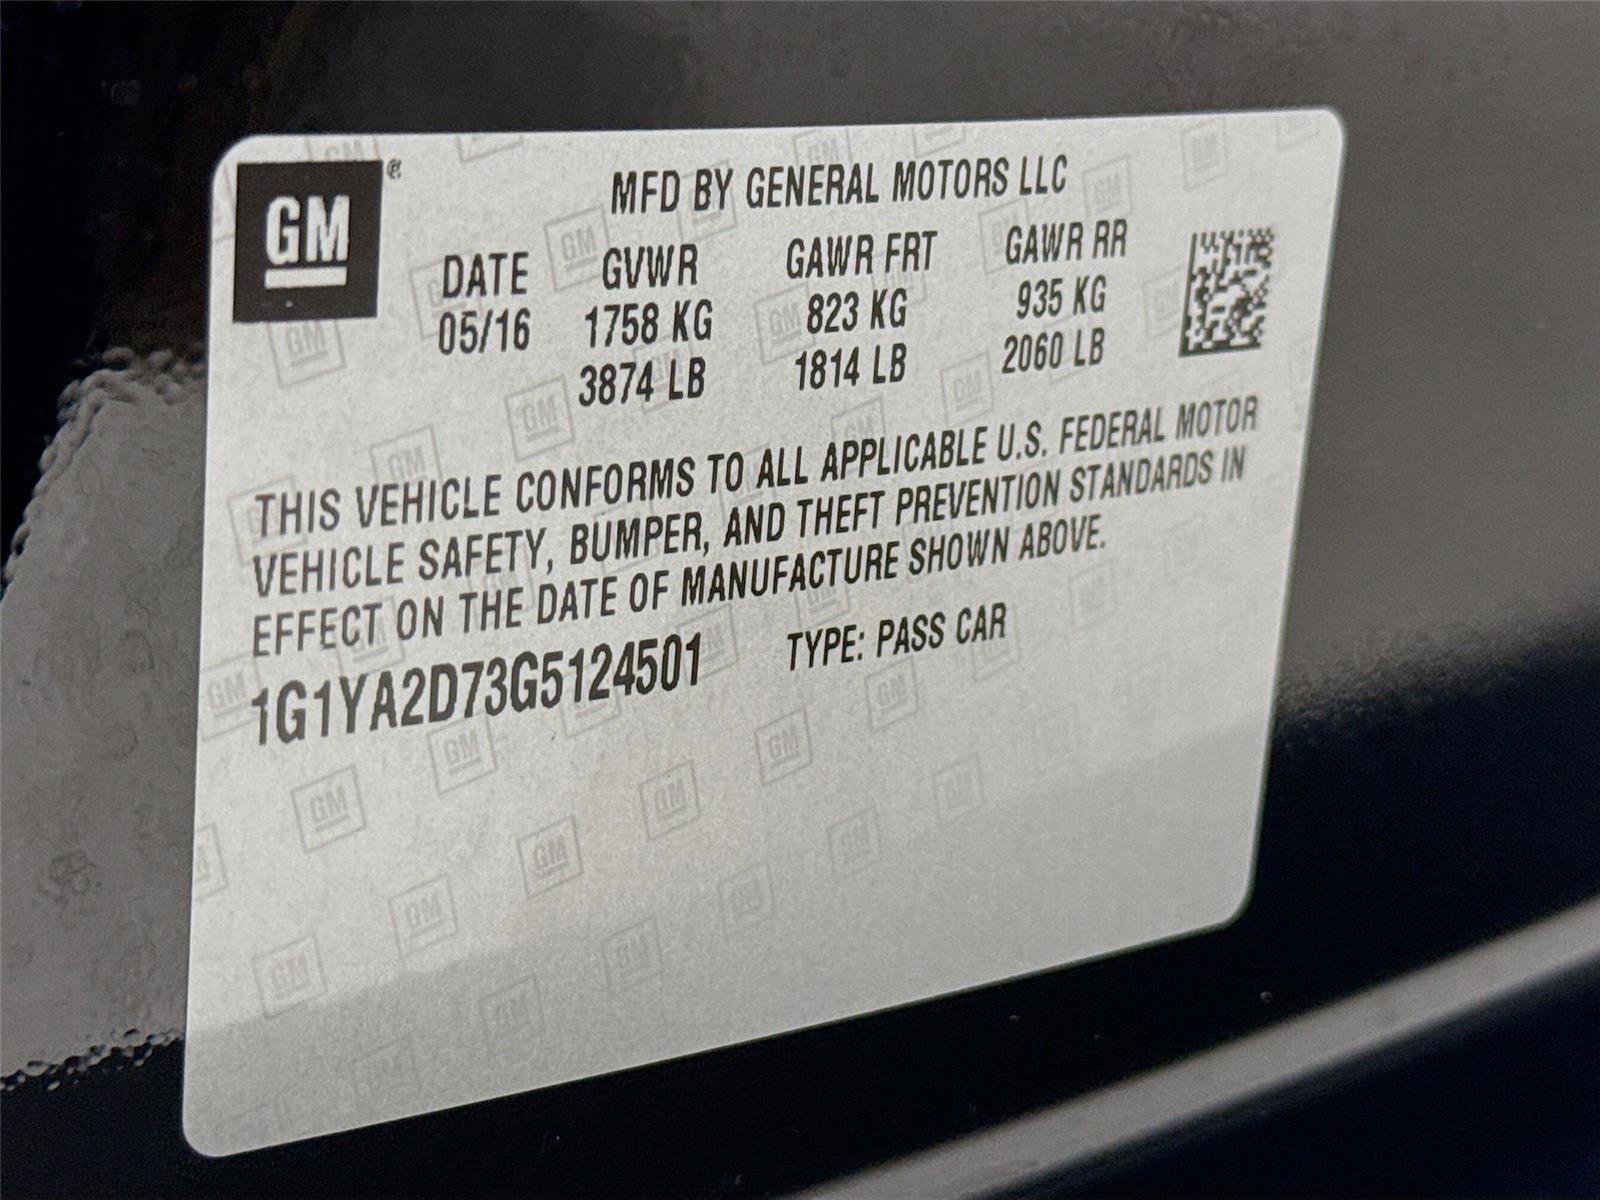 GM ®
MFD BY GENERAL MOTORS LLC
DATE GVWR GAWR FRT GAWR RR
05/16 1758 KG 823 KG 935 KG
3874 LB 1814 LB 2060 LB
THIS VEHICLE CONFORMS TO ALL APPLICABLE U.S. FEDERAL MOTOR
VEHICLE SAFETY, BUMPER, AND THEFT PREVENTION STANDARDS IN
EFFECT ON THE DATE OF MANUFACTURE SHOWN ABOVE.
1G1YA2D73G5124501 TYPE: PASS CAR